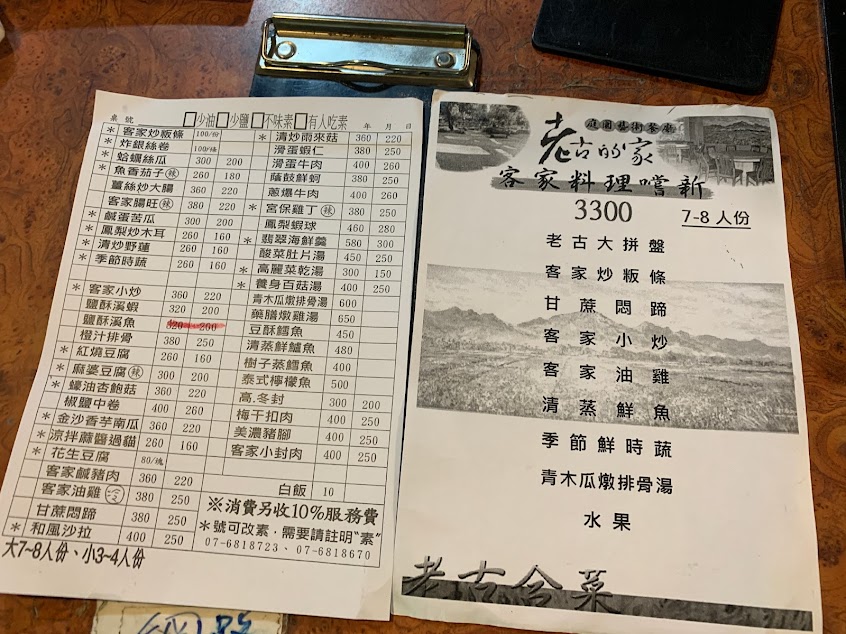 桌號 □少油□少鹽□不味素□有人吃素 年 月 日
*客家炒粄條 100/份
*炸銀絲卷 100/條
*蛤蠣絲瓜 300 200
*魚香茄子(辣) 260 180
薑絲炒大腸 360 220
客家腸旺(辣) 380 220
*鹹蛋苦瓜 300 200
*鳳梨炒木耳 260 160
*清炒野蓮 260 160
*季節時蔬 260 160
*客家小炒 360 220
鹽酥溪蝦 320 200
鹽酥溪魚 320 200
橙汁排骨 380 250
*紅燒豆腐 260 160
*麻婆豆腐(辣) 300 200
*蠔油杏鮑菇
椒鹽中卷 400 260
*金沙香芋南瓜 360 220
*涼拌蘿醬過貓 260 160
*花生豆腐 80/塊
客家鹹豬肉 360 220
客家油雞(冷) 380 250
甘蔗悶蹄 380 250
*和風沙拉 400 250
大7~8人份、小3~4人份
*清炒雨來菇 360 220
滑蛋蝦仁 380 250
滑蛋牛肉 400 260
蔭鼓鮮蚵 380 250
蔥爆牛肉 400 260
*宮保雞丁(辣) 380 250
鳳梨蝦球 460 280
*翡翠海鮮羹 580 300
酸菜肚片湯 450 250
*高麗菜乾湯 300 150
*養身百菇湯 400 250
青木瓜燉排骨湯 600
藥膳燉雞湯 650
豆酥鱈魚 450
清蒸鮮鱸魚 480
樹子蒸鱈魚 400
泰式檸檬魚 500
高.冬封 300 200
梅干扣肉 400 250
美濃豬腳 400 250
客家小封肉 400 250
白飯 10
※消費另收10%服務費
*號可改素，需要請註明"素"
07-6818723、07-6818670
庭園藝術餐廳
老古的家
客家料理嚐新
3300 7-8人份
老古大拼盤
客家炒粄條
甘蔗悶蹄
客家小炒
客家油雞
清蒸鮮魚
季節鮮時蔬
青木瓜燉排骨湯
水果
老古合菜